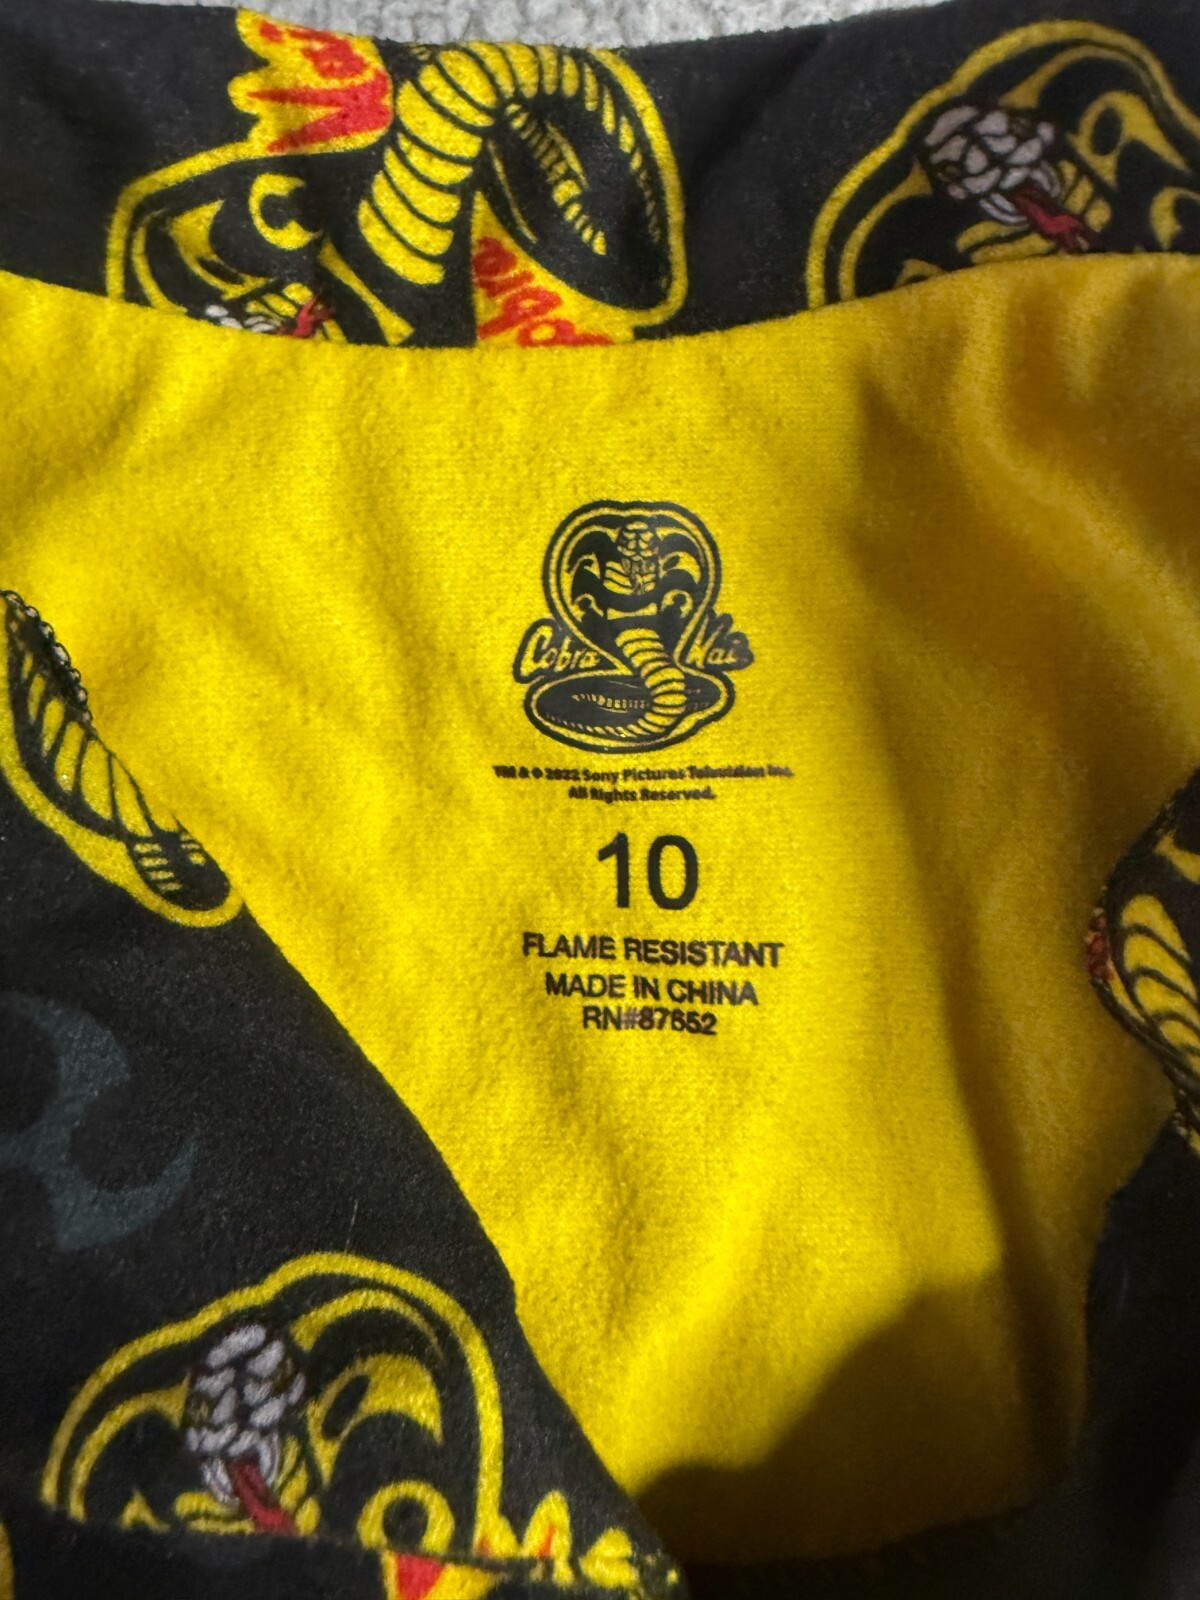 Cobra Kai
TM & © 2022 Sony Pictures Television Inc.
All Rights Reserved.
10
FLAME RESISTANT
MADE IN CHINA
RN#87652